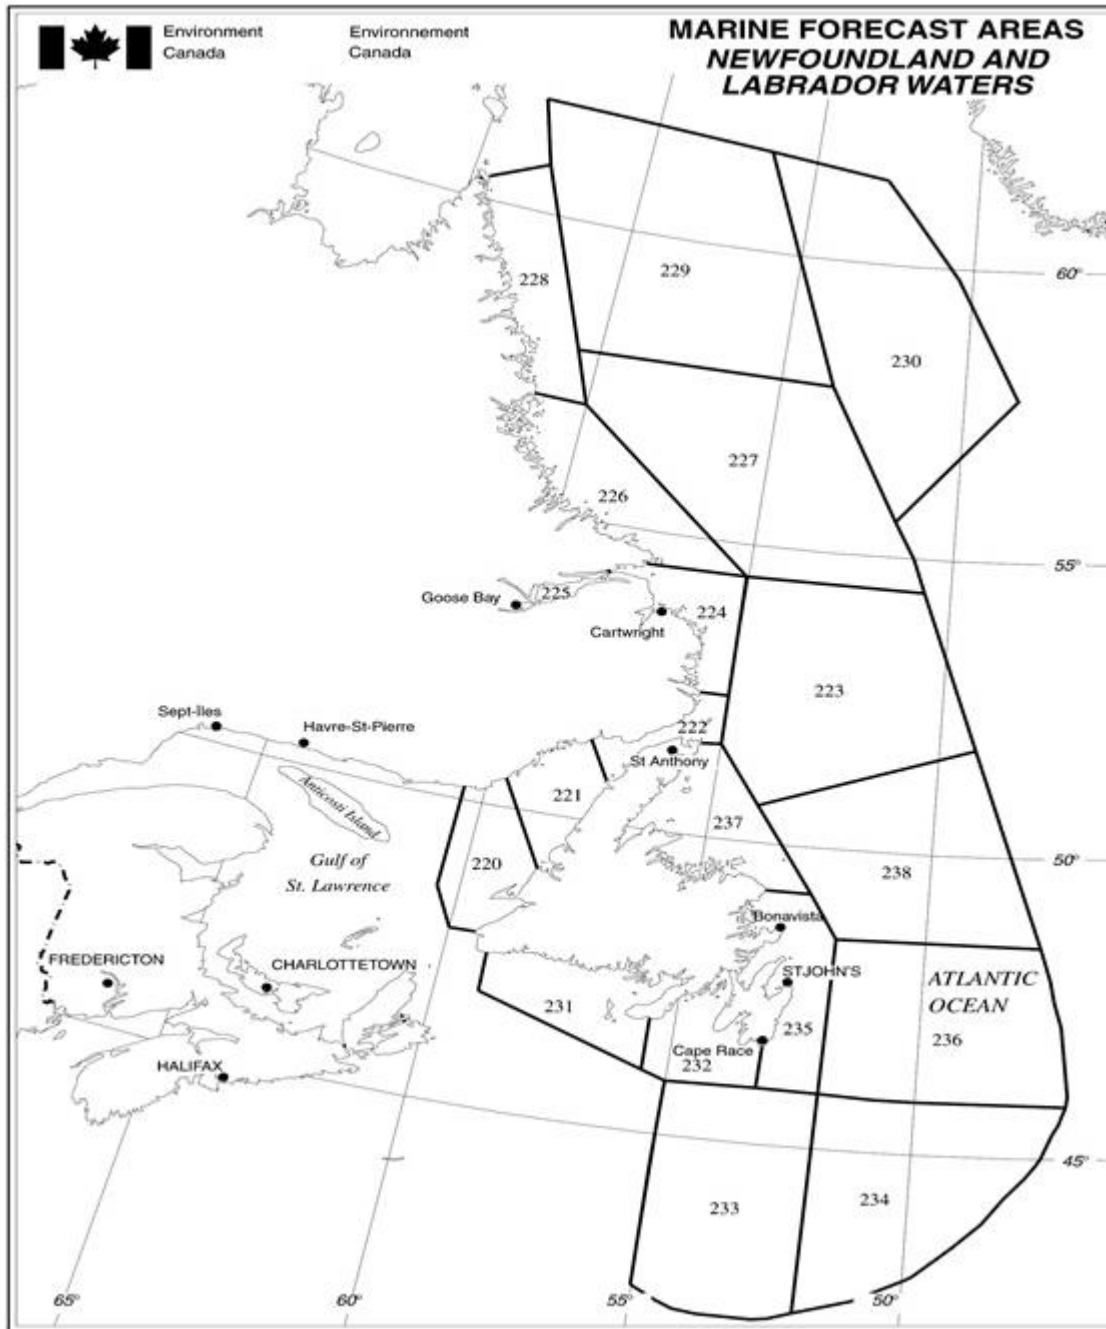 Environment
Canada
Environnement
Canada
MARINE FORECAST AREAS
NEWFOUNDLAND AND
LABRADOR WATERS
228
229
60°
230
227
226
55°
Goose Bay
225
224
Cartwright
223
Sept-Îles
Havre-St-Pierre
222
St Anthony
Anticosti Island
221
237
Gulf of
St. Lawrence
220
50°
238
Bonavista
FREDERICTON
CHARLOTTETOWN
ST JOHN'S
ATLANTIC
OCEAN
231
235
236
Cape Race
232
HALIFAX
45°
233
234
65°
60°
55°
50°